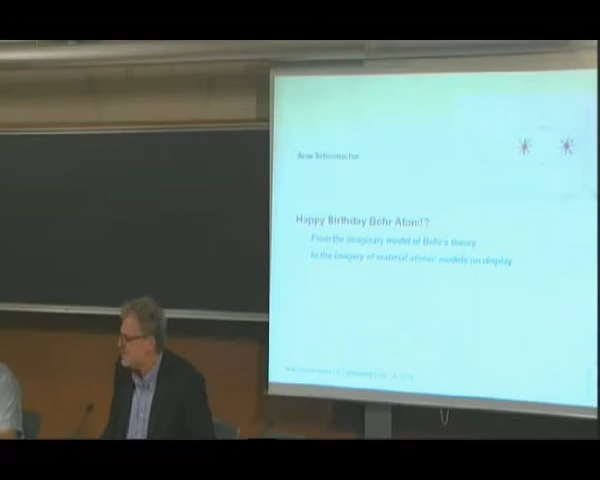 Arne Schirrmacher
Happy Birthday Bohr Atom!?
From the imaginary model of Bohr's theory
to the imagery of material atomic models on display